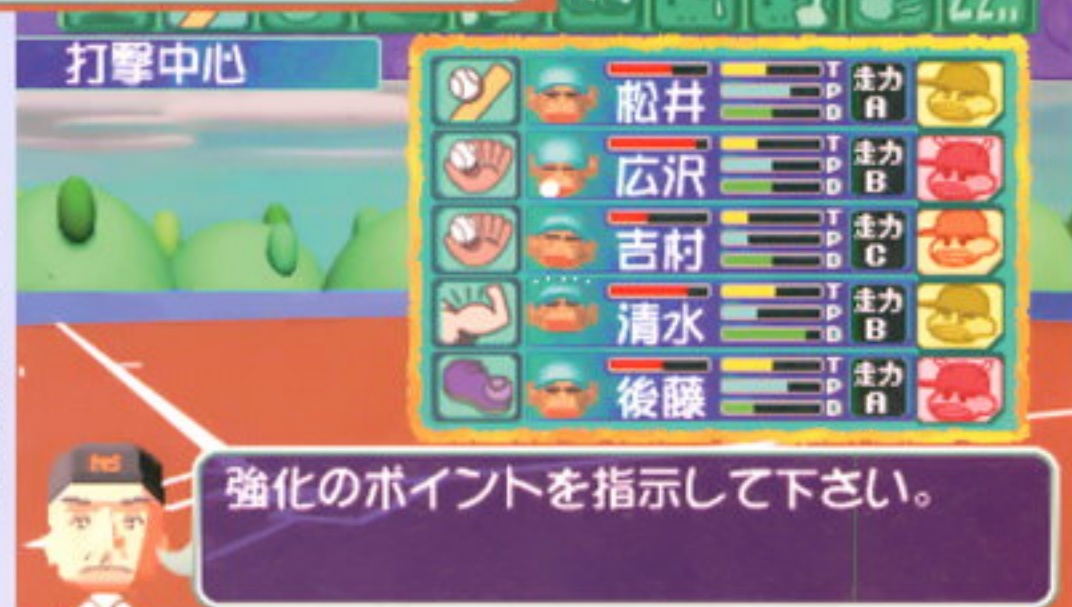 打撃中心
松井 T P D 走力 A
広沢 T P D 走力 B
吉村 T P D 走力 C
清水 T P D 走力 B
後藤 T P D 走力 A
強化のポイントを指示して下さい。